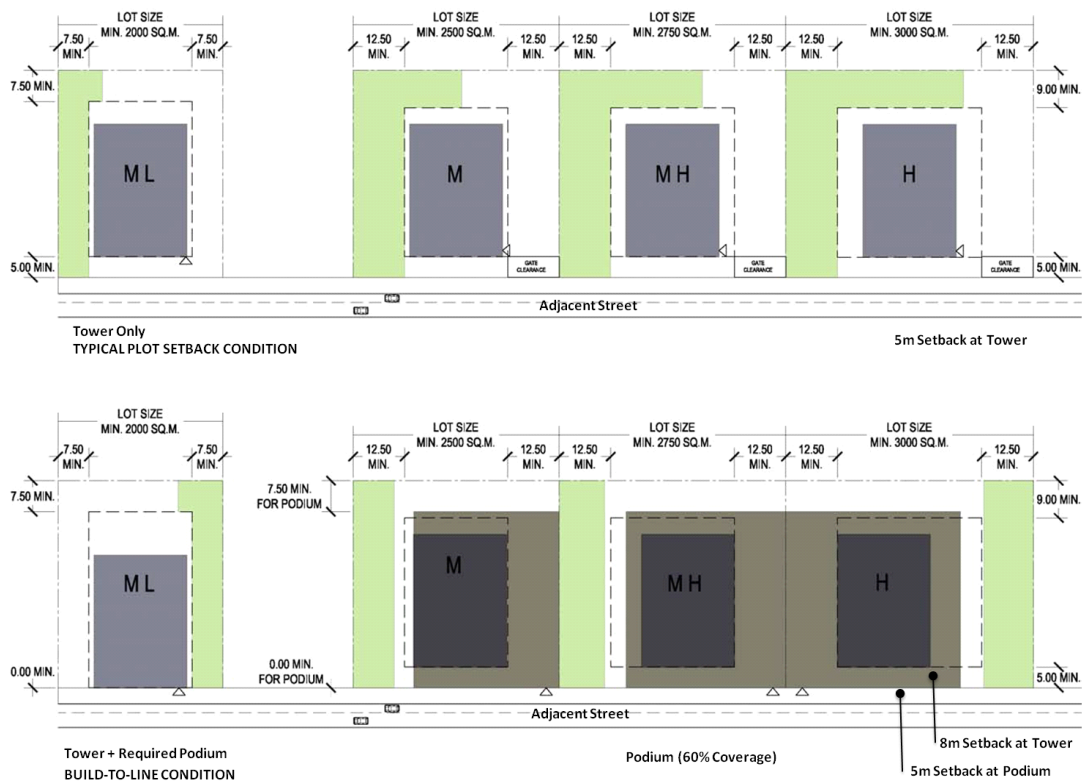 LOT SIZE
MIN. 2000 SQ.M.
7.50
MIN.
7.50
MIN.
LOT SIZE
MIN. 2500 SQ.M.
12.50
MIN.
12.50
MIN.
LOT SIZE
MIN. 2750 SQ.M.
12.50
MIN.
12.50
MIN.
LOT SIZE
MIN. 3000 SQ.M.
12.50
MIN.
12.50
MIN.
7.50 MIN.
9.00 MIN.
M L
M
M H
H
5.00 MIN.
GATE
CLEARANCE
GATE
CLEARANCE
GATE
CLEARANCE
5.00 MIN.
Adjacent Street
Tower Only
TYPICAL PLOT SETBACK CONDITION
5m Setback at Tower
LOT SIZE
MIN. 2000 SQ.M.
7.50
MIN.
7.50
MIN.
LOT SIZE
MIN. 2500 SQ.M.
12.50
MIN.
12.50
MIN.
LOT SIZE
MIN. 2750 SQ.M.
12.50
MIN.
12.50
MIN.
LOT SIZE
MIN. 3000 SQ.M.
12.50
MIN.
12.50
MIN.
7.50 MIN.
7.50 MIN.
FOR PODIUM
9.00 MIN.
M L
M
M H
H
0.00 MIN.
0.00 MIN.
FOR PODIUM
5.00 MIN.
Adjacent Street
8m Setback at Tower
5m Setback at Podium
Tower + Required Podium
BUILD-TO-LINE CONDITION
Podium (60% Coverage)